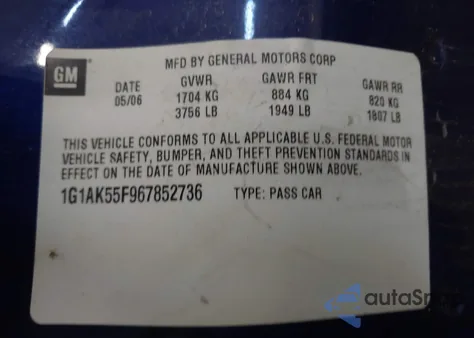 MFD BY GENERAL MOTORS CORP
GM
DATE GVWR GAWR FRT GAWR RR
05/06 1704 KG 884 KG 820 KG
3756 LB 1949 LB 1807 LB
THIS VEHICLE CONFORMS TO ALL APPLICABLE U.S. FEDERAL MOTOR
VEHICLE SAFETY, BUMPER, AND THEFT PREVENTION STANDARDS IN
EFFECT ON THE DATE OF MANUFACTURE SHOWN ABOVE.
1G1AK55F967852736 TYPE: PASS CAR